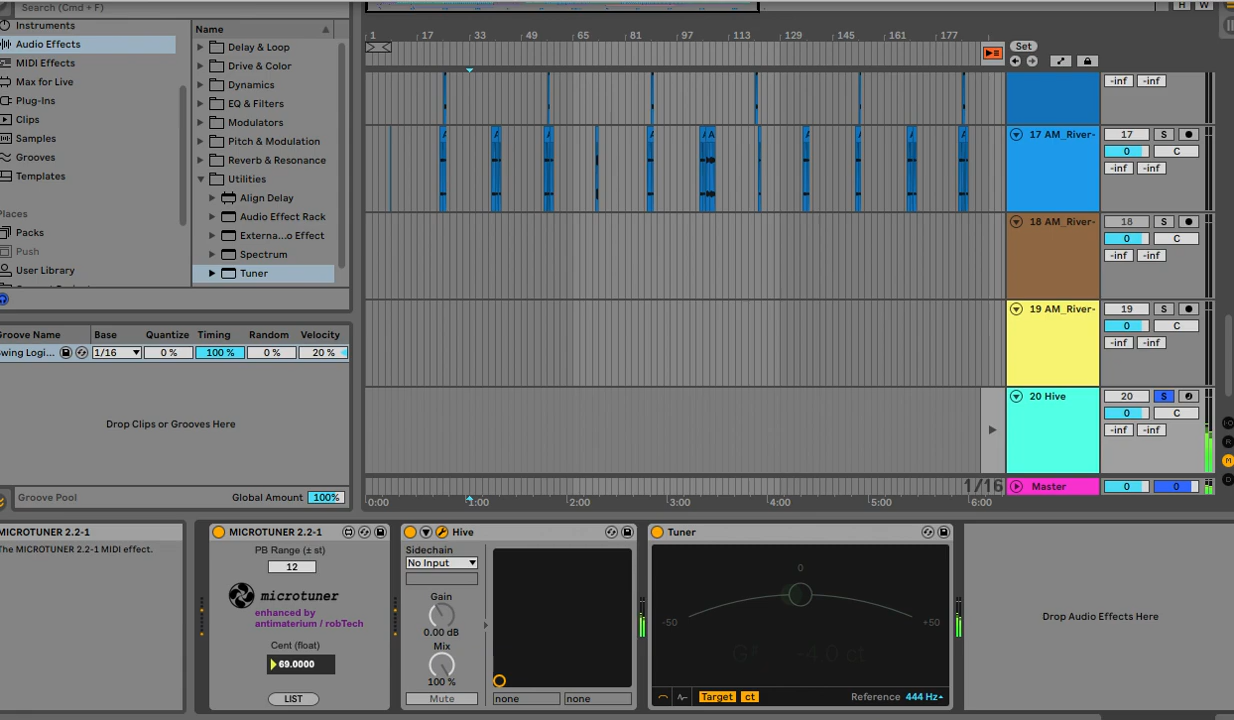 Search (Cmd + F)
Instruments
Audio Effects
MIDI Effects
Max for Live
Plug-Ins
Clips
Samples
Grooves
Templates
Places
Packs
Push
User Library
Name
Delay & Loop
Drive & Color
Dynamics
EQ & Filters
Modulators
Pitch & Modulation
Reverb & Resonance
Utilities
Align Delay
Audio Effect Rack
Externa...o Effect
Spectrum
Tuner
Groove Name Base Quantize Timing Random Velocity
Swing Logi... 1/16 0 % 100 % 0 % 20 %
Drop Clips or Grooves Here
Groove Pool Global Amount 100%
H W
1 17 33 49 65 81 97 113 129 145 161 177
Set
-inf -inf
17 AM_River- 17 S
0 C
-inf -inf
18 AM_River- 18 S
0 C
-inf -inf
19 AM_River- 19 S
0 C
-inf -inf
20 Hive 20 S
0 C
-inf -inf
1/16 Master 0 0
0:00 1:00 2:00 3:00 4:00 5:00 6:00
MICROTUNER 2.2-1
The MICROTUNER 2.2-1 MIDI effect.
MICROTUNER 2.2-1
PB Range (± st)
12
microtuner
enhanced by
antimaterium / robTech
Cent (float)
69.0000
LIST
Hive
Sidechain
No Input
Gain
0.00 dB
Mix
100 %
Mute none none
Tuner
0
-50 +50
-4.0 ct
Target ct Reference 444 Hz
Drop Audio Effects Here